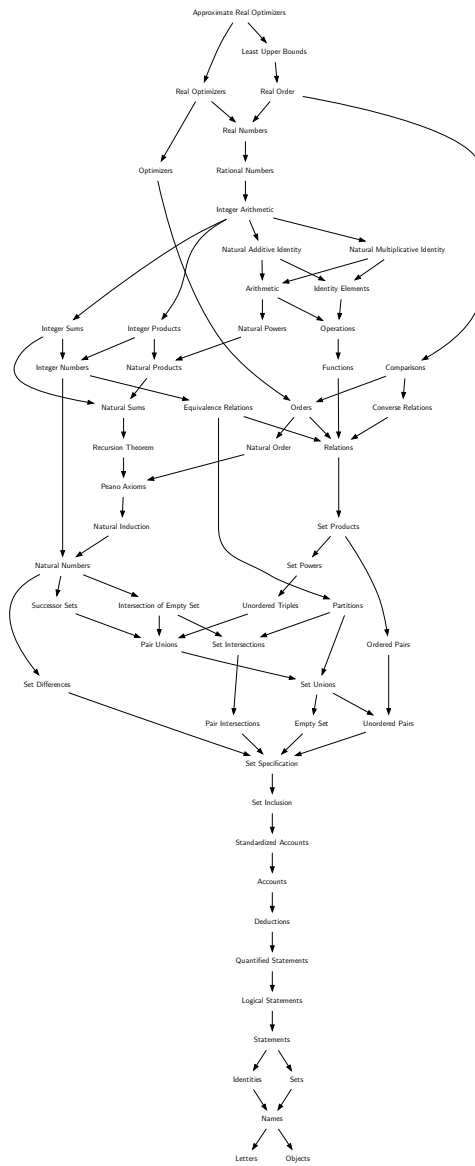 Approximate Real Optimizers
Least Upper Bounds
Real Optimizers Real Order
Real Numbers
Optimizers Rational Numbers
Integer Arithmetic
Natural Additive Identity Natural Multiplicative Identity
Arithmetic Identity Elements
Integer Sums Integer Products Natural Powers Operations
Integer Numbers Natural Products Functions Comparisons
Natural Sums Equivalence Relations Orders Converse Relations
Recursion Theorem Natural Order Relations
Peano Axioms
Natural Induction Set Products
Natural Numbers Set Powers
Successor Sets Intersection of Empty Set Unordered Triples Partitions
Pair Unions Set Intersections Ordered Pairs
Set Differences Set Unions
Pair Intersections Empty Set Unordered Pairs
Set Specification
Set Inclusion
Standardized Accounts
Accounts
Deductions
Quantified Statements
Logical Statements
Statements
Identities Sets
Names
Letters Objects